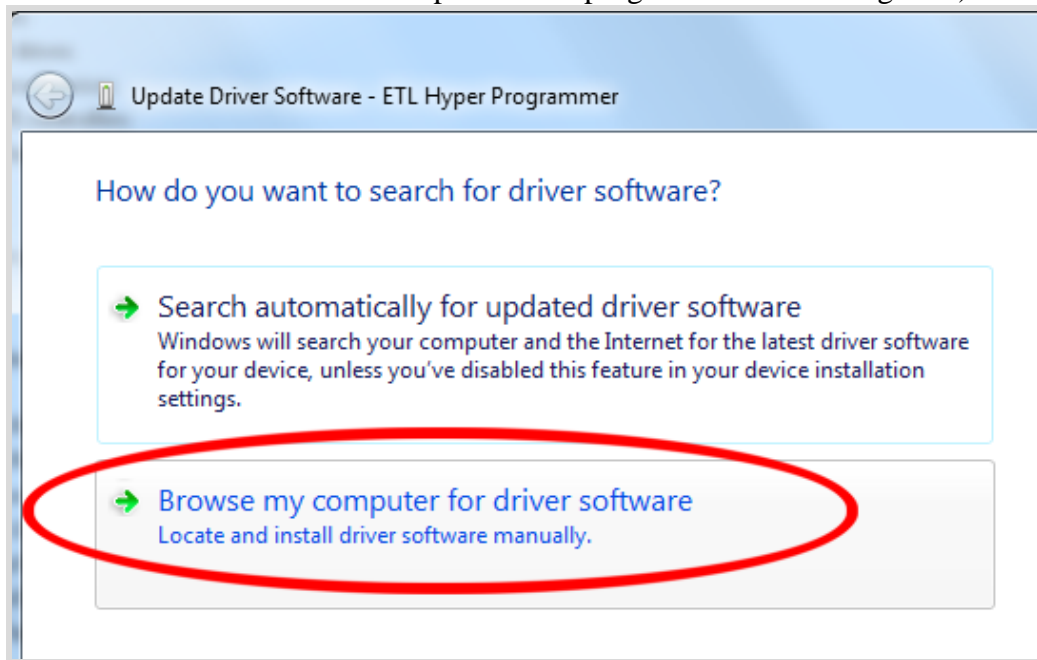 Update Driver Software - ETL Hyper Programmer
How do you want to search for driver software?
Search automatically for updated driver software
Windows will search your computer and the Internet for the latest driver software
for your device, unless you've disabled this feature in your device installation
settings.
Browse my computer for driver software
Locate and install driver software manually.